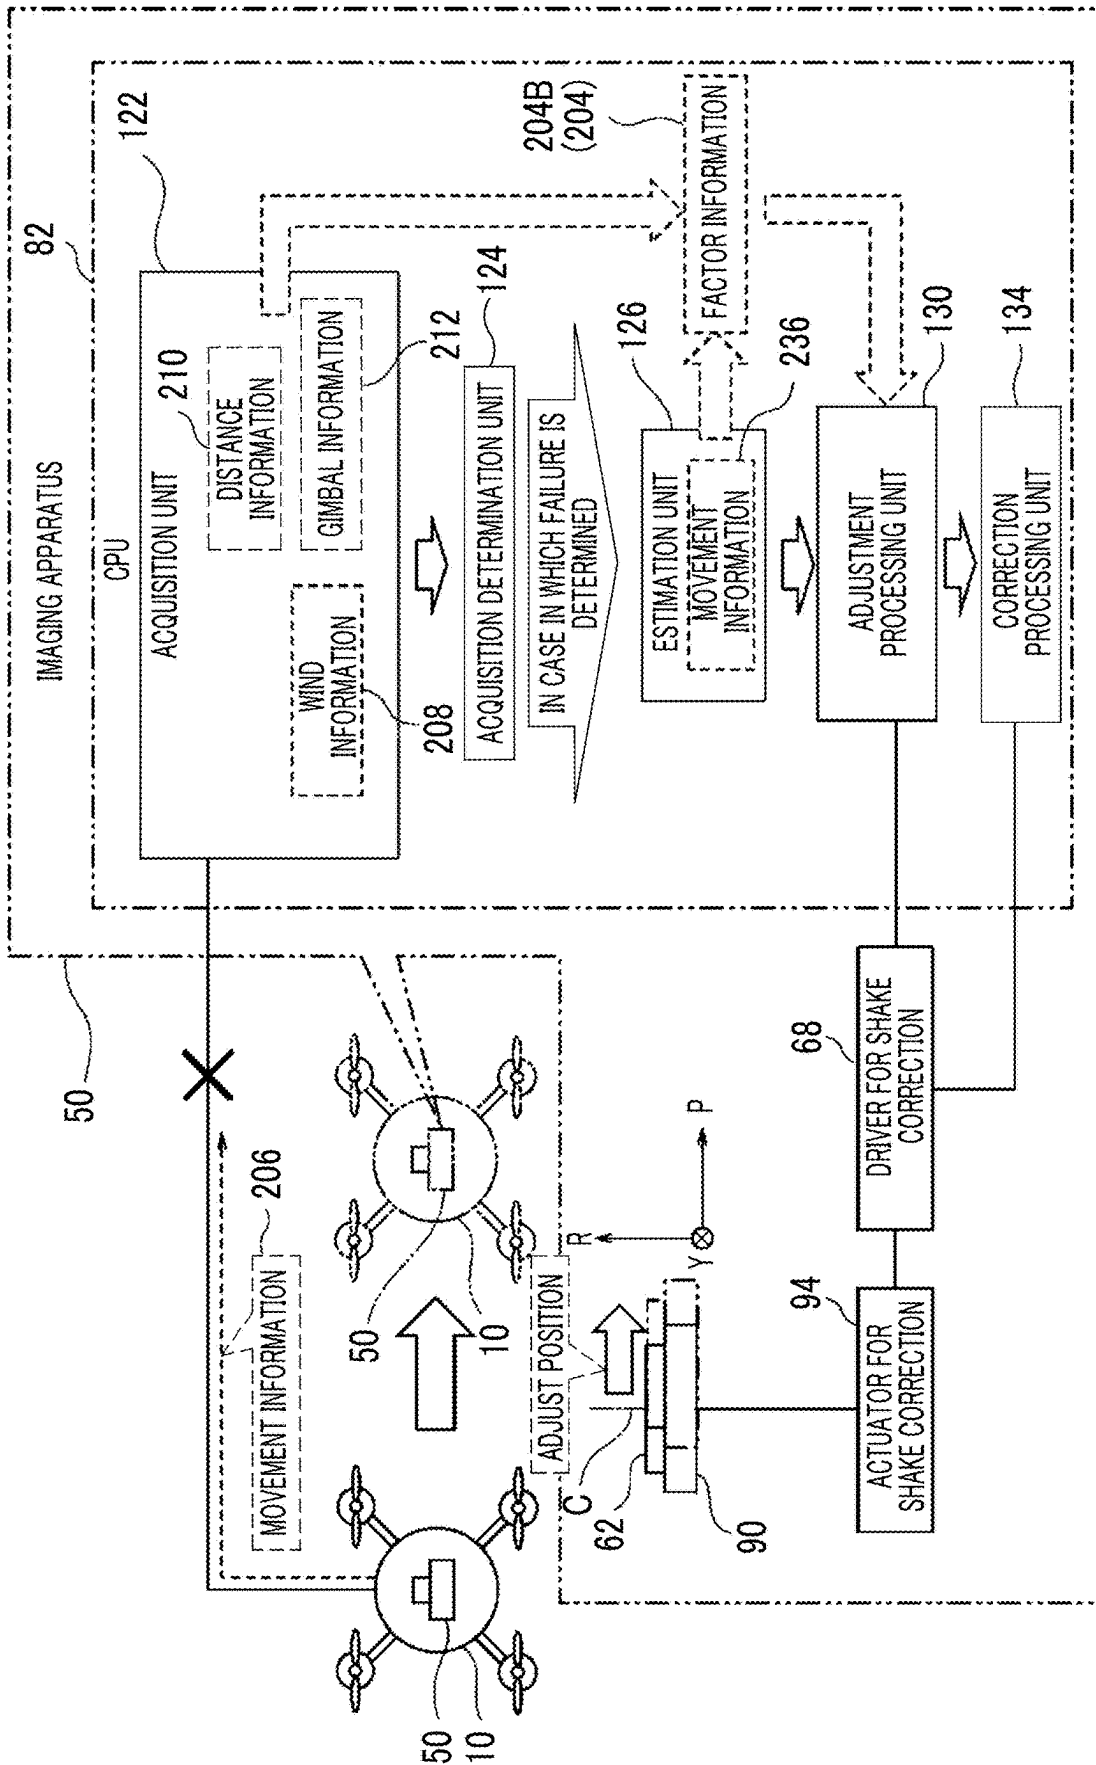 IMAGING APPARATUS
82
CPU
122
ACQUISITION UNIT
210
DISTANCE
INFORMATION
WIND
INFORMATION
GIMBAL INFORMATION
208
212
124
ACQUISITION DETERMINATION UNIT
IN CASE IN WHICH FAILURE IS
DETERMINED
204B
(204)
FACTOR INFORMATION
126
ESTIMATION UNIT
MOVEMENT
INFORMATION
236
130
ADJUSTMENT
PROCESSING UNIT
134
CORRECTION
PROCESSING UNIT
50
206
MOVEMENT INFORMATION
50
10
50
10
ADJUST POSITION
C
62
90
R
Y
P
94
ACTUATOR FOR
SHAKE CORRECTION
68
DRIVER FOR SHAKE
CORRECTION